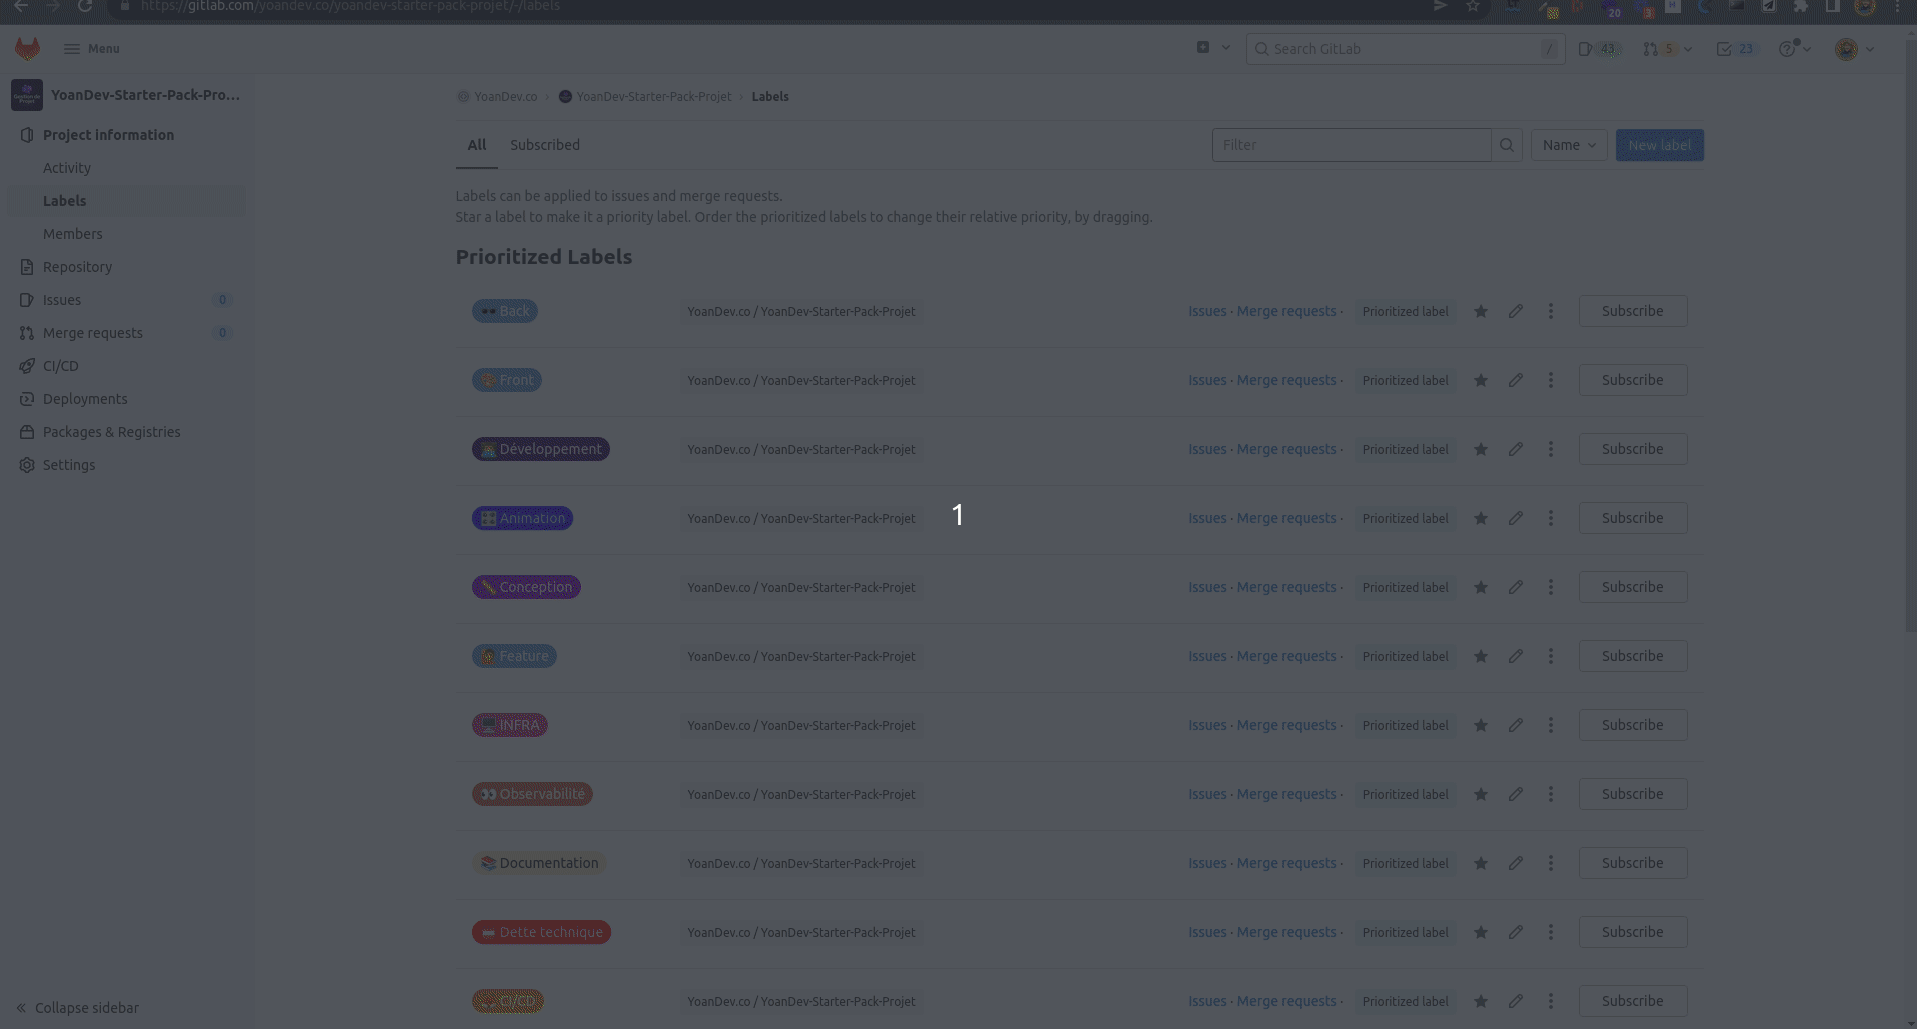 https://gitlab.com/yoandev.co/yoandev-starter-pack-projet/-/labels
20
3
Menu
Search GitLab
/
43
5
23
YoanDev-Starter-Pack-Pro...
Project information
Activity
Labels
Members
Repository
Issues 0
Merge requests 0
CI/CD
Deployments
Packages & Registries
Settings
Collapse sidebar
YoanDev.co › YoanDev-Starter-Pack-Projet › Labels
All Subscribed
Filter
Name
New label
Labels can be applied to issues and merge requests.
Star a label to make it a priority label. Order the prioritized labels to change their relative priority, by dragging.
Prioritized Labels
🕶 Back YoanDev.co / YoanDev-Starter-Pack-Projet Issues · Merge requests · Prioritized label Subscribe
🎨 Front YoanDev.co / YoanDev-Starter-Pack-Projet Issues · Merge requests · Prioritized label Subscribe
Développement YoanDev.co / YoanDev-Starter-Pack-Projet Issues · Merge requests · Prioritized label Subscribe
Animation YoanDev.co / YoanDev-Starter-Pack-Projet Issues · Merge requests · Prioritized label Subscribe
1
Conception YoanDev.co / YoanDev-Starter-Pack-Projet Issues · Merge requests · Prioritized label Subscribe
Feature YoanDev.co / YoanDev-Starter-Pack-Projet Issues · Merge requests · Prioritized label Subscribe
INFRA YoanDev.co / YoanDev-Starter-Pack-Projet Issues · Merge requests · Prioritized label Subscribe
👀 Observabilité YoanDev.co / YoanDev-Starter-Pack-Projet Issues · Merge requests · Prioritized label Subscribe
📚 Documentation YoanDev.co / YoanDev-Starter-Pack-Projet Issues · Merge requests · Prioritized label Subscribe
Dette technique YoanDev.co / YoanDev-Starter-Pack-Projet Issues · Merge requests · Prioritized label Subscribe
CI/CD YoanDev.co / YoanDev-Starter-Pack-Projet Issues · Merge requests · Prioritized label Subscribe